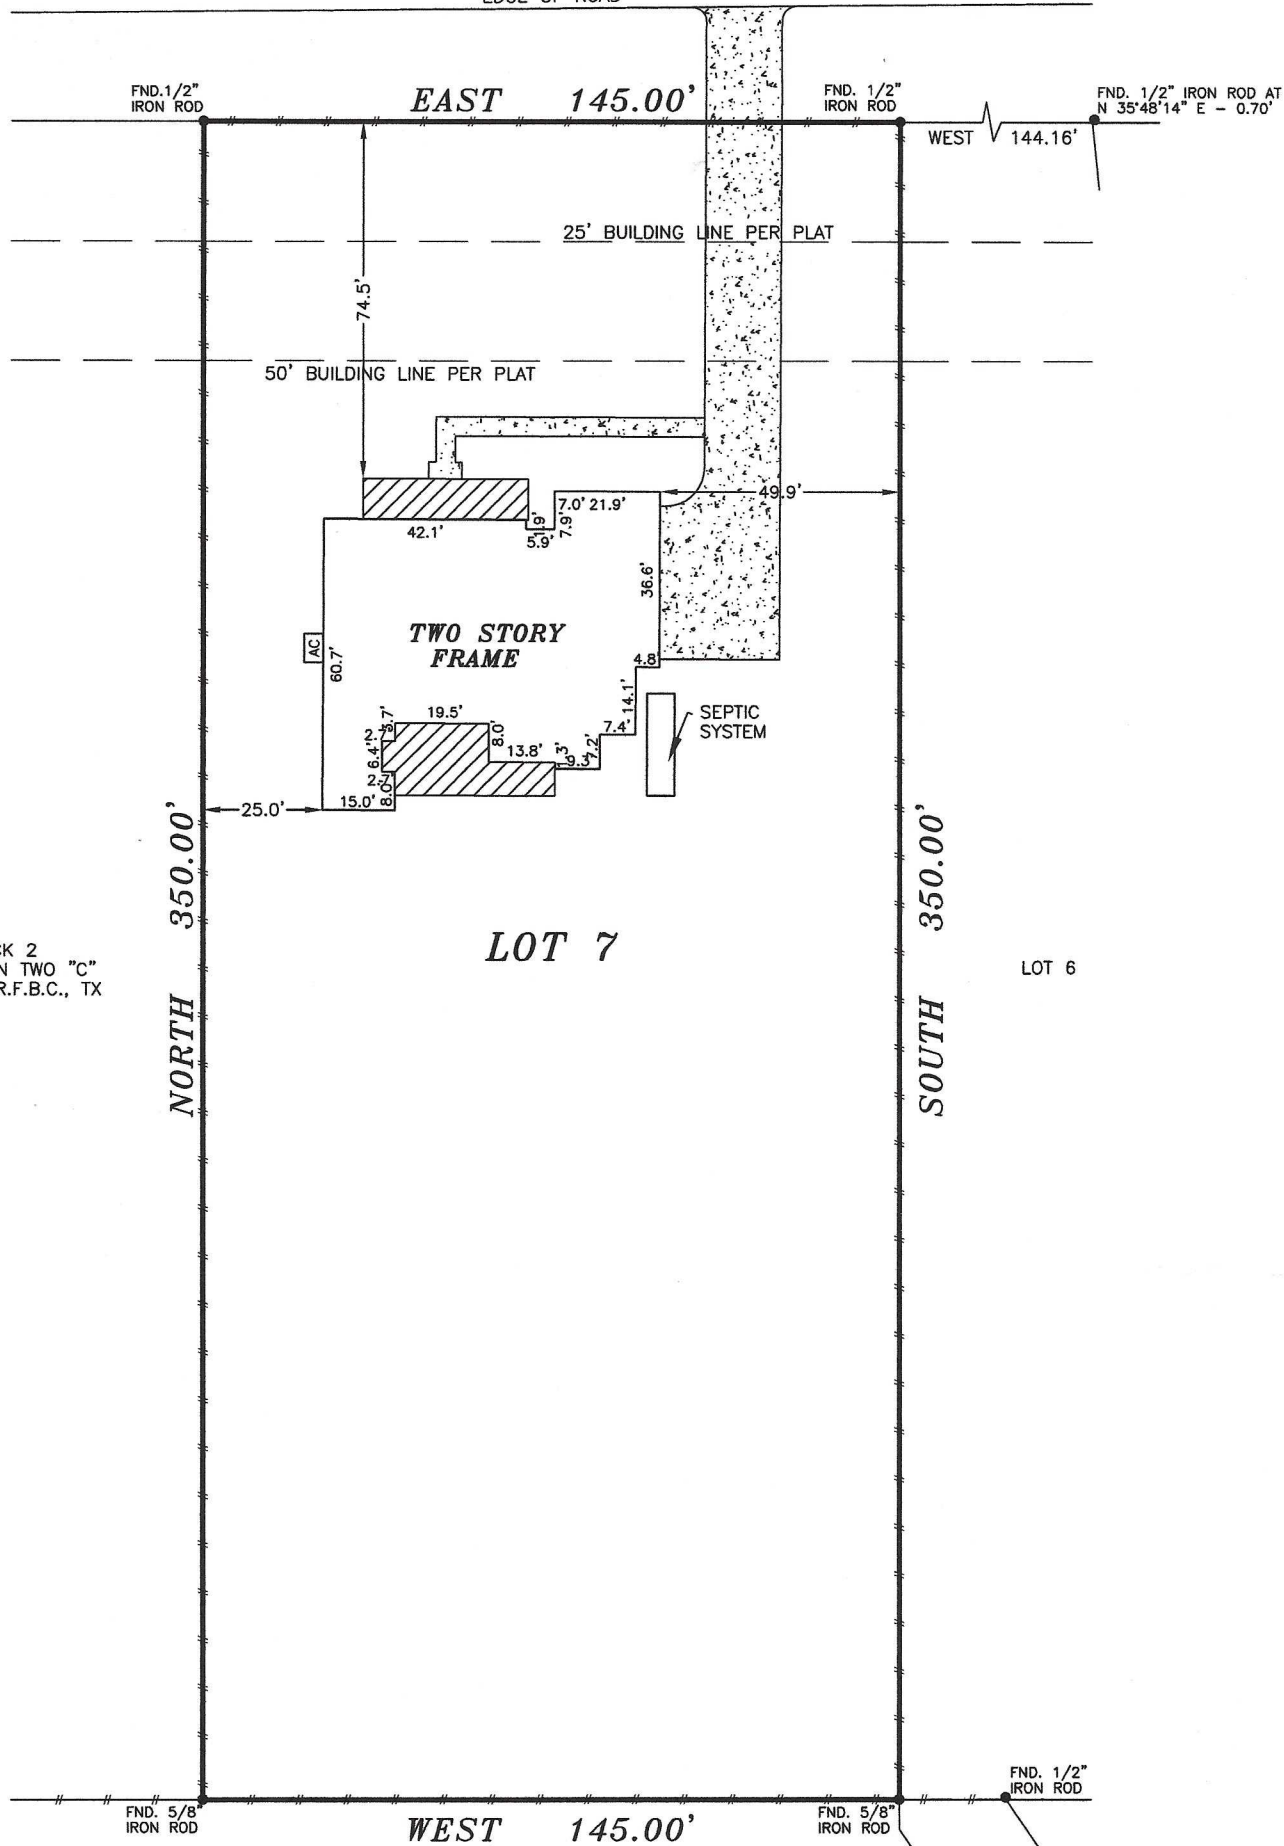 EDGE OF ROAD
FND.1/2"
IRON ROD
EAST 145.00'
FND. 1/2"
IRON ROD
FND. 1/2" IRON ROD AT
N 35°48'14" E - 0.70'
WEST 144.16'
25' BUILDING LINE PER PLAT
74.5'
50' BUILDING LINE PER PLAT
49.9'
7.0' 21.9'
1.9'
7.9'
42.1'
5.9'
36.6'
TWO STORY
FRAME
AC
60.7'
4.8'
14.1'
SEPTIC
SYSTEM
19.5'
3.7'
2.7'
8.0'
7.4'
6.4'
13.8'
1.3'
9.3'
7.2'
2.7'
8.0'
15.0'
25.0'
NORTH 350.00'
SOUTH 350.00'
LOT 7
CK 2
N TWO "C"
R.F.B.C., TX
LOT 6
FND. 1/2"
IRON ROD
FND. 5/8"
IRON ROD
WEST 145.00'
FND. 5/8"
IRON ROD